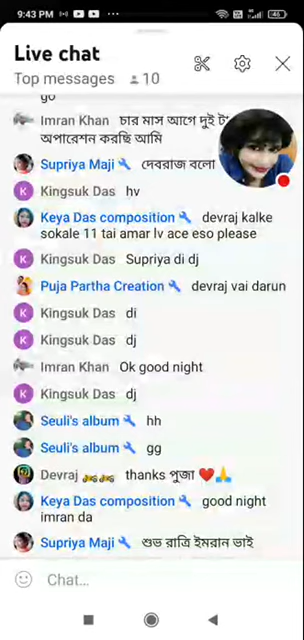 9:43 PM
46
Live chat
Top messages 10
go
Imran Khan চার মাস আগে দুই
অপারেশন করছি আমি
Supriya Maji দেবরাজ বলো
K Kingsuk Das hv
Keya Das composition devraj kalke
sokale 11 tai amar lv ace eso please
K Kingsuk Das Supriya di dj
Puja Partha Creation devraj vai darun
K Kingsuk Das di
K Kingsuk Das dj
Imran Khan Ok good night
K Kingsuk Das dj
Seuli's album hh
Seuli's album gg
Devraj 🛵🛵 thanks পুজা ❤️🙏
Keya Das composition good night
imran da
Supriya Maji শুভ রাত্রি ইমরান ভাই
Chat...